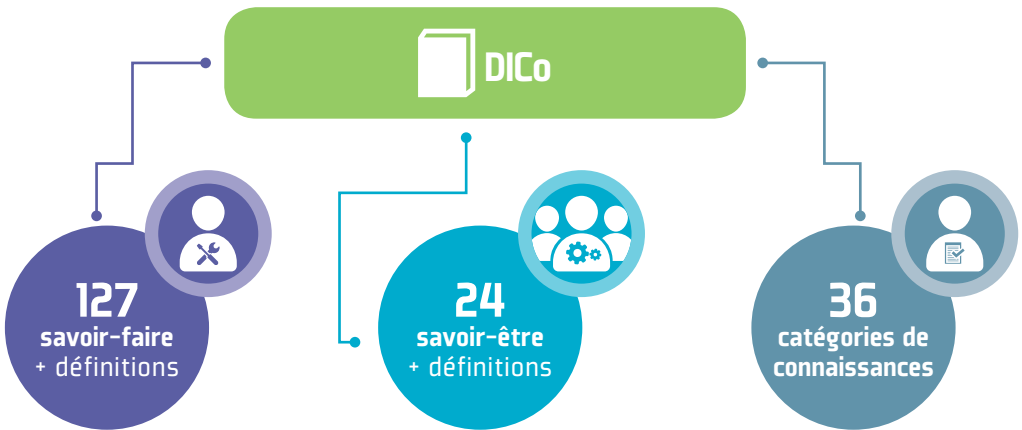 DICo
127
savoir-faire
+ définitions
24
savoir-être
+ définitions
36
catégories de
connaissances